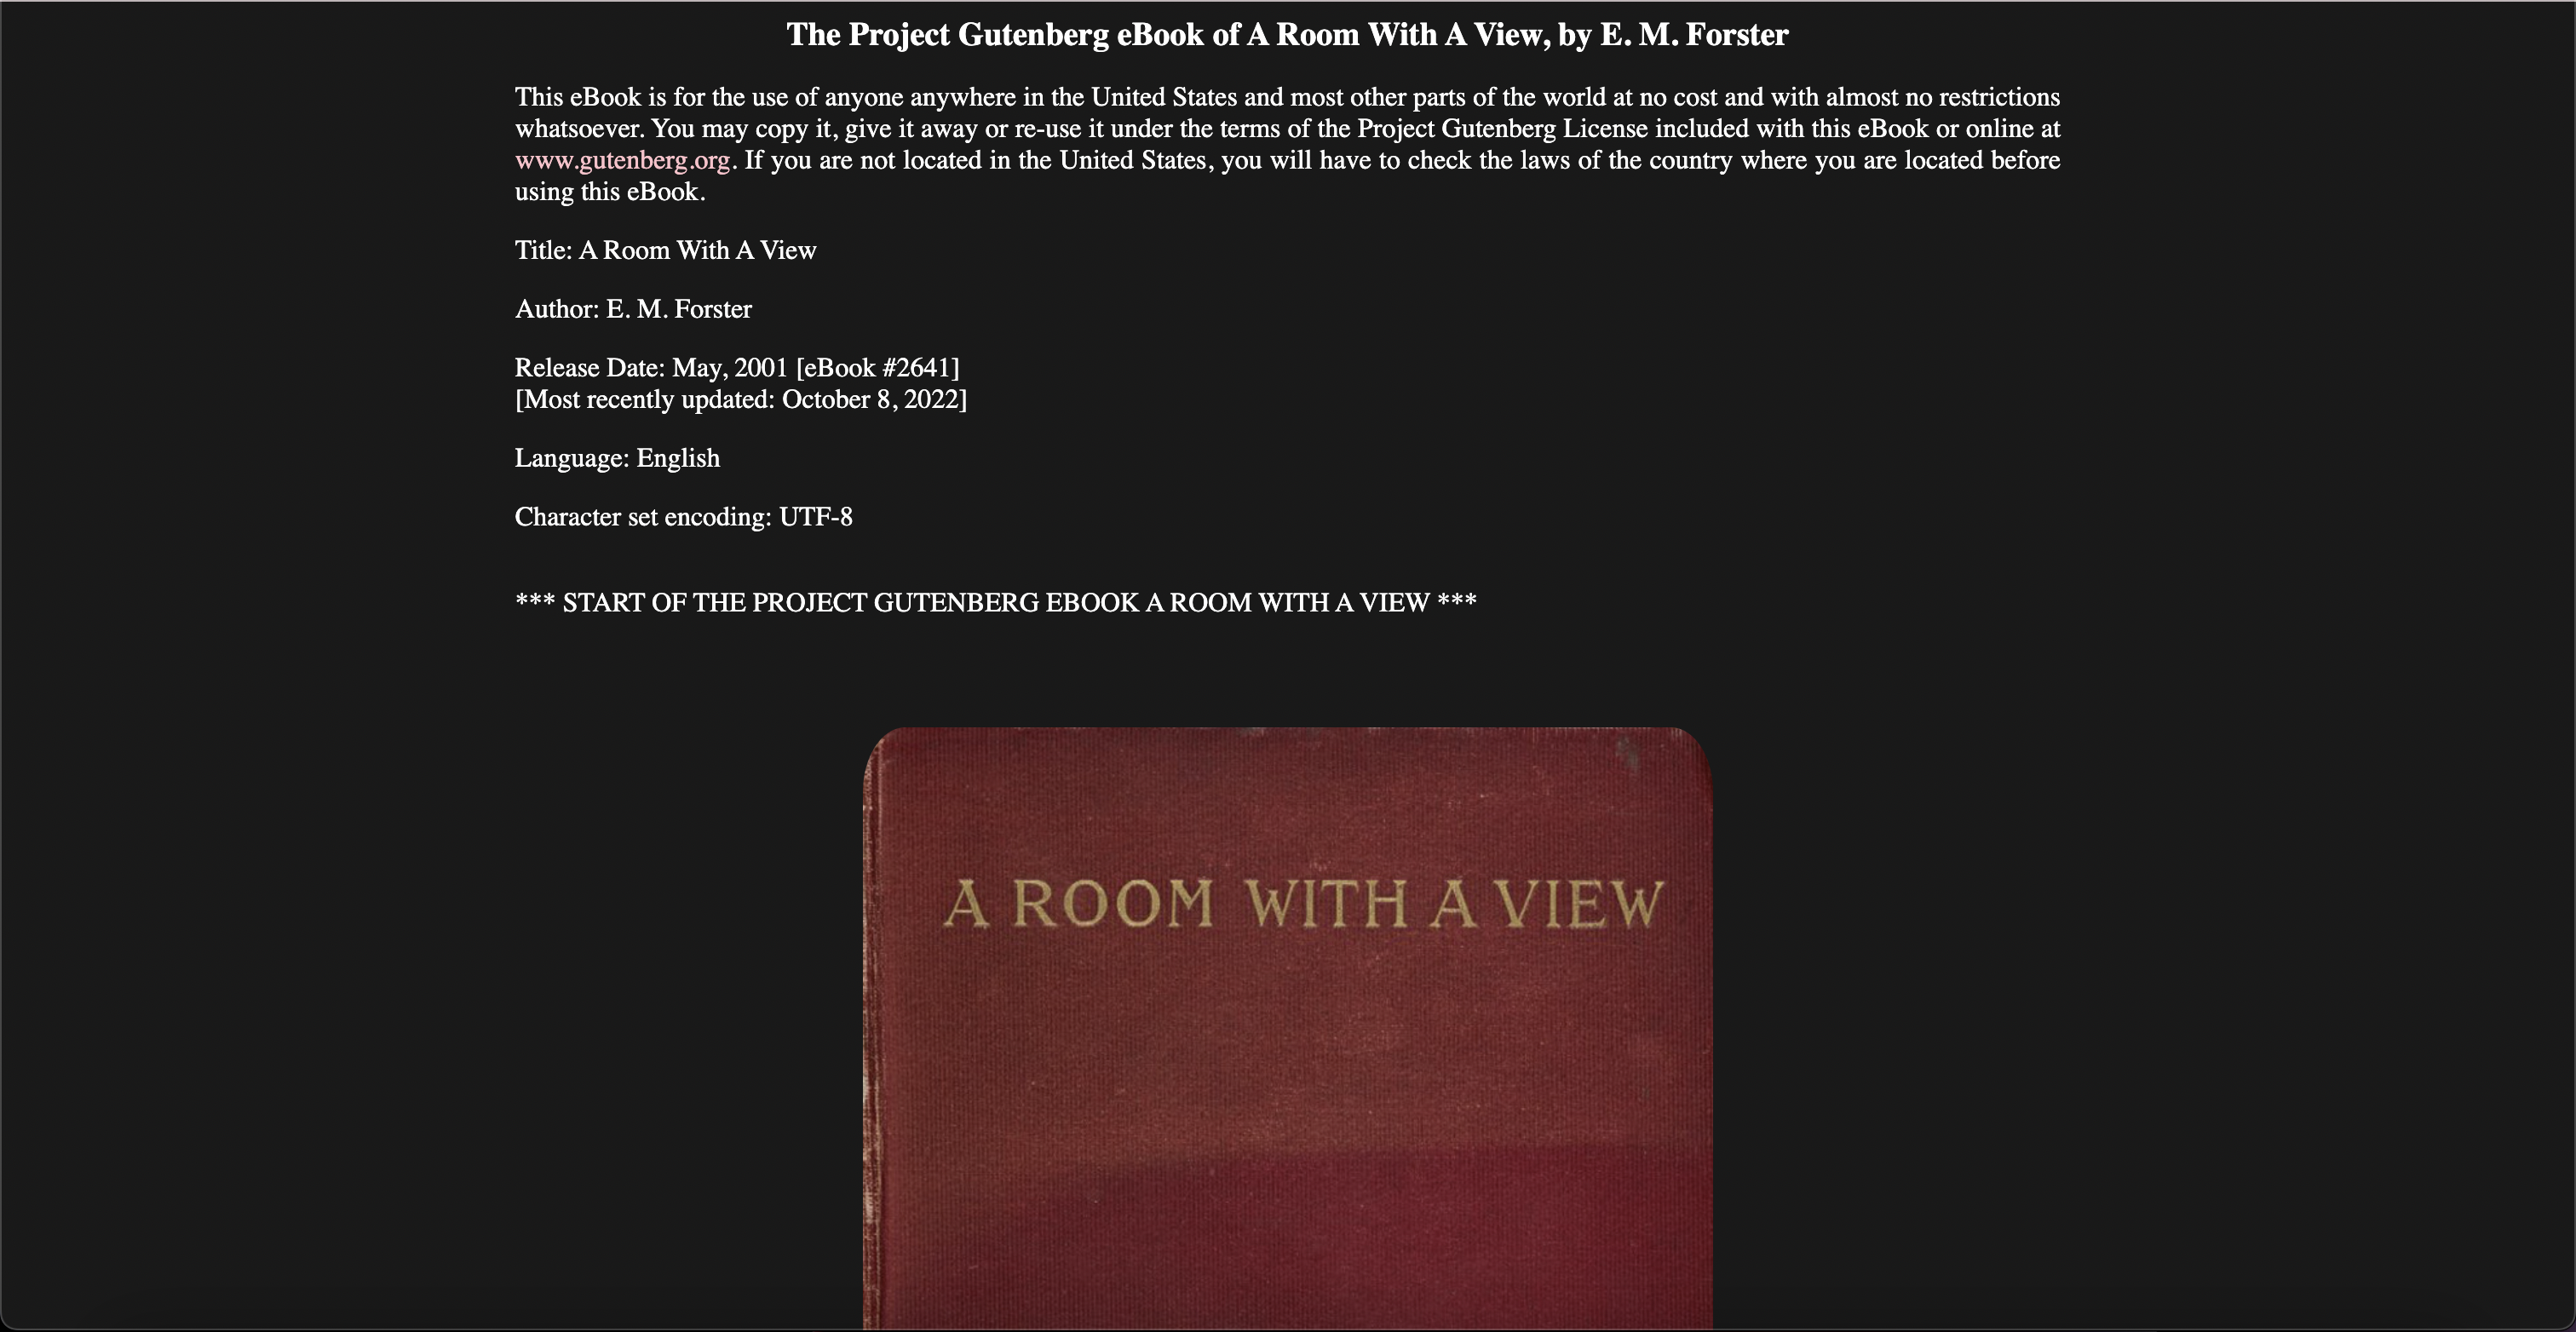 The Project Gutenberg eBook of A Room With A View, by E. M. Forster
This eBook is for the use of anyone anywhere in the United States and most other parts of the world at no cost and with almost no restrictions
whatsoever. You may copy it, give it away or re-use it under the terms of the Project Gutenberg License included with this eBook or online at
www.gutenberg.org. If you are not located in the United States, you will have to check the laws of the country where you are located before
using this eBook.
Title: A Room With A View
Author: E. M. Forster
Release Date: May, 2001 [eBook #2641]
[Most recently updated: October 8, 2022]
Language: English
Character set encoding: UTF-8
*** START OF THE PROJECT GUTENBERG EBOOK A ROOM WITH A VIEW ***
A ROOM WITH A VIEW